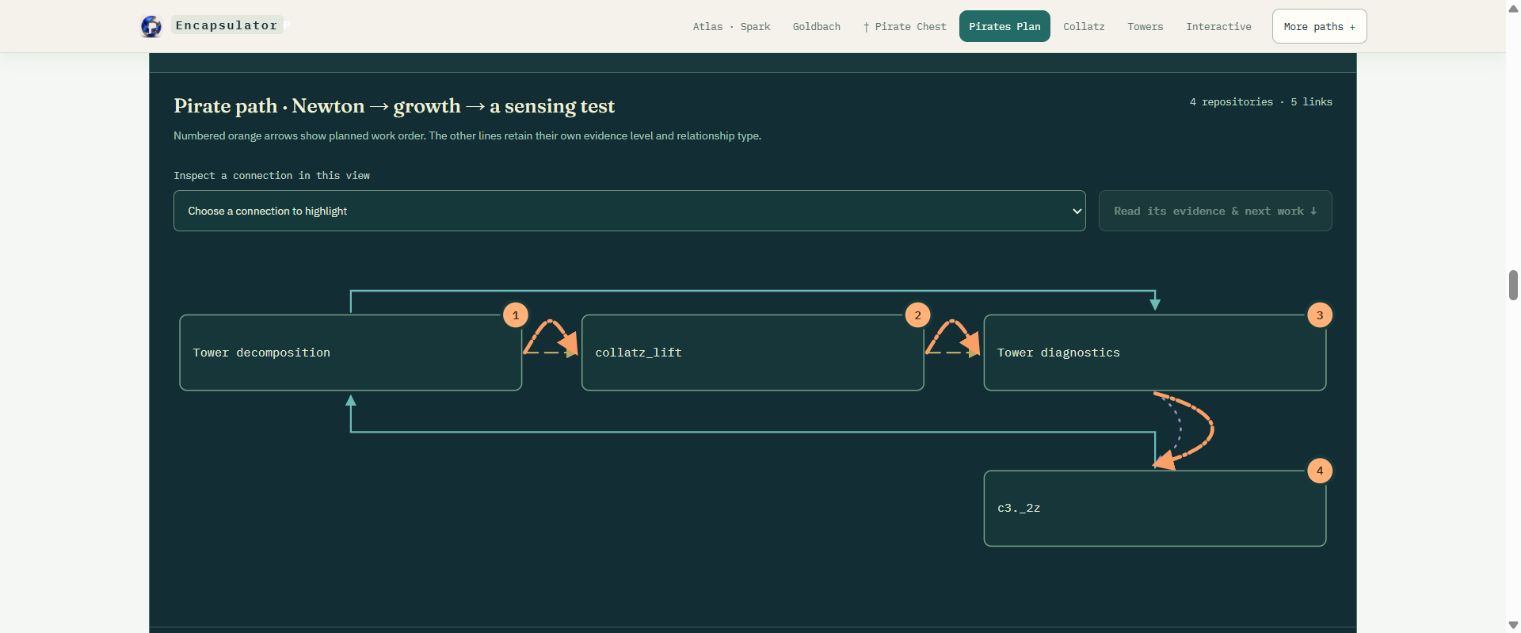 Encapsulator
Atlas · Spark
Goldbach
† Pirate Chest
Pirates Plan
Collatz
Towers
Interactive
More paths +
Pirate path · Newton → growth → a sensing test
4 repositories · 5 links
Numbered orange arrows show planned work order. The other lines retain their own evidence level and relationship type.
Inspect a connection in this view
Choose a connection to highlight
Read its evidence & next work ↓
1
2
3
Tower decomposition
collatz_lift
Tower diagnostics
4
c3._2z